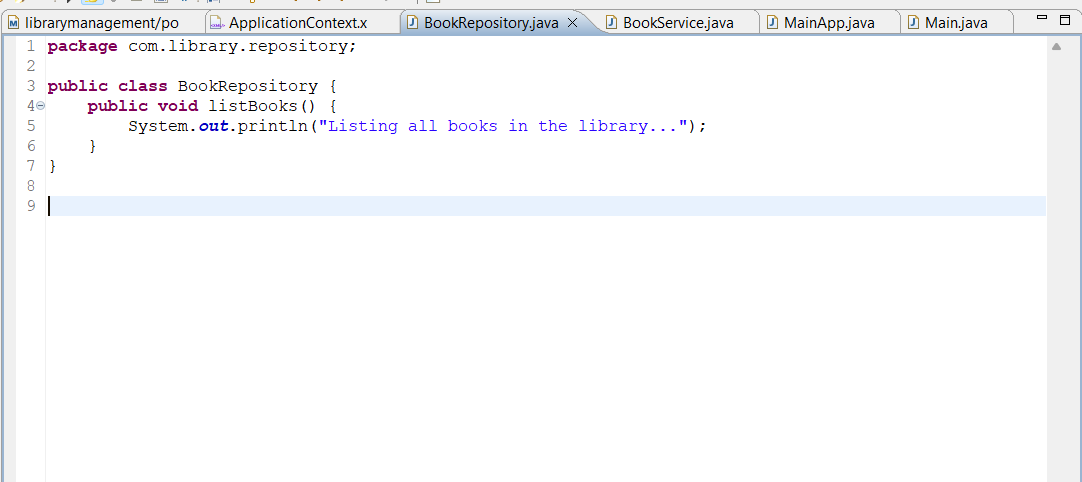 librarymanagement/po ApplicationContext.x BookRepository.java BookService.java MainApp.java Main.java
1 package com.library.repository;
2
3 public class BookRepository {
4 public void listBooks() {
5 System.out.println("Listing all books in the library...");
6 }
7 }
8
9